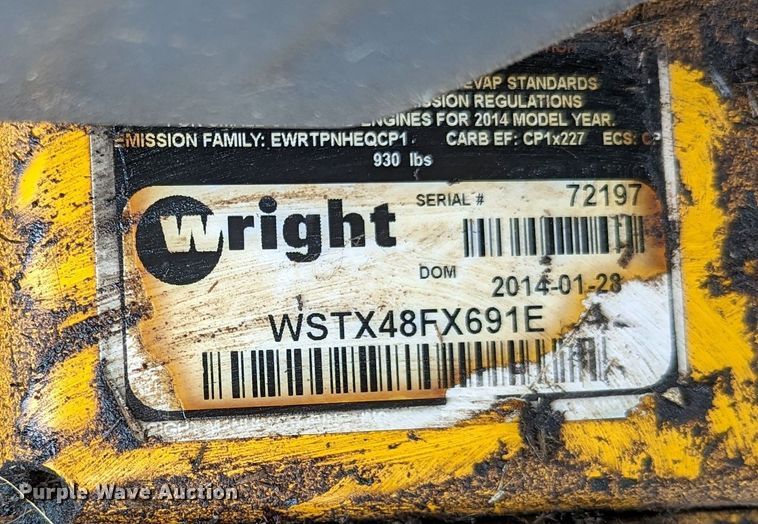 EVAP STANDARDS
SSION REGULATIONS
ENGINES FOR 2014 MODEL YEAR.
EMISSION FAMILY: EWRTPNHEQCP1 CARB EF: CP1x227 ECS:
930 lbs
Wright
SERIAL # 72197
DOM 2014-01-28
WSTX48FX691E
Purple Wave Auction